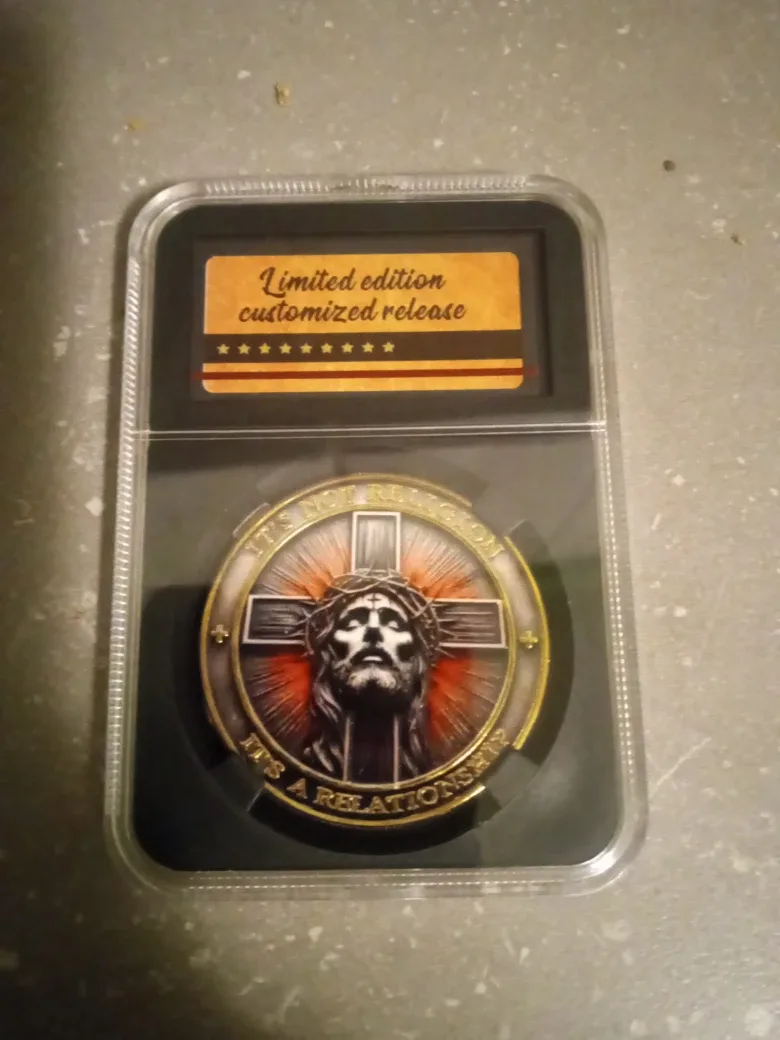 Limited edition
customized release
IT'S NOT RELIGION
IT'S A RELATIONSHIP